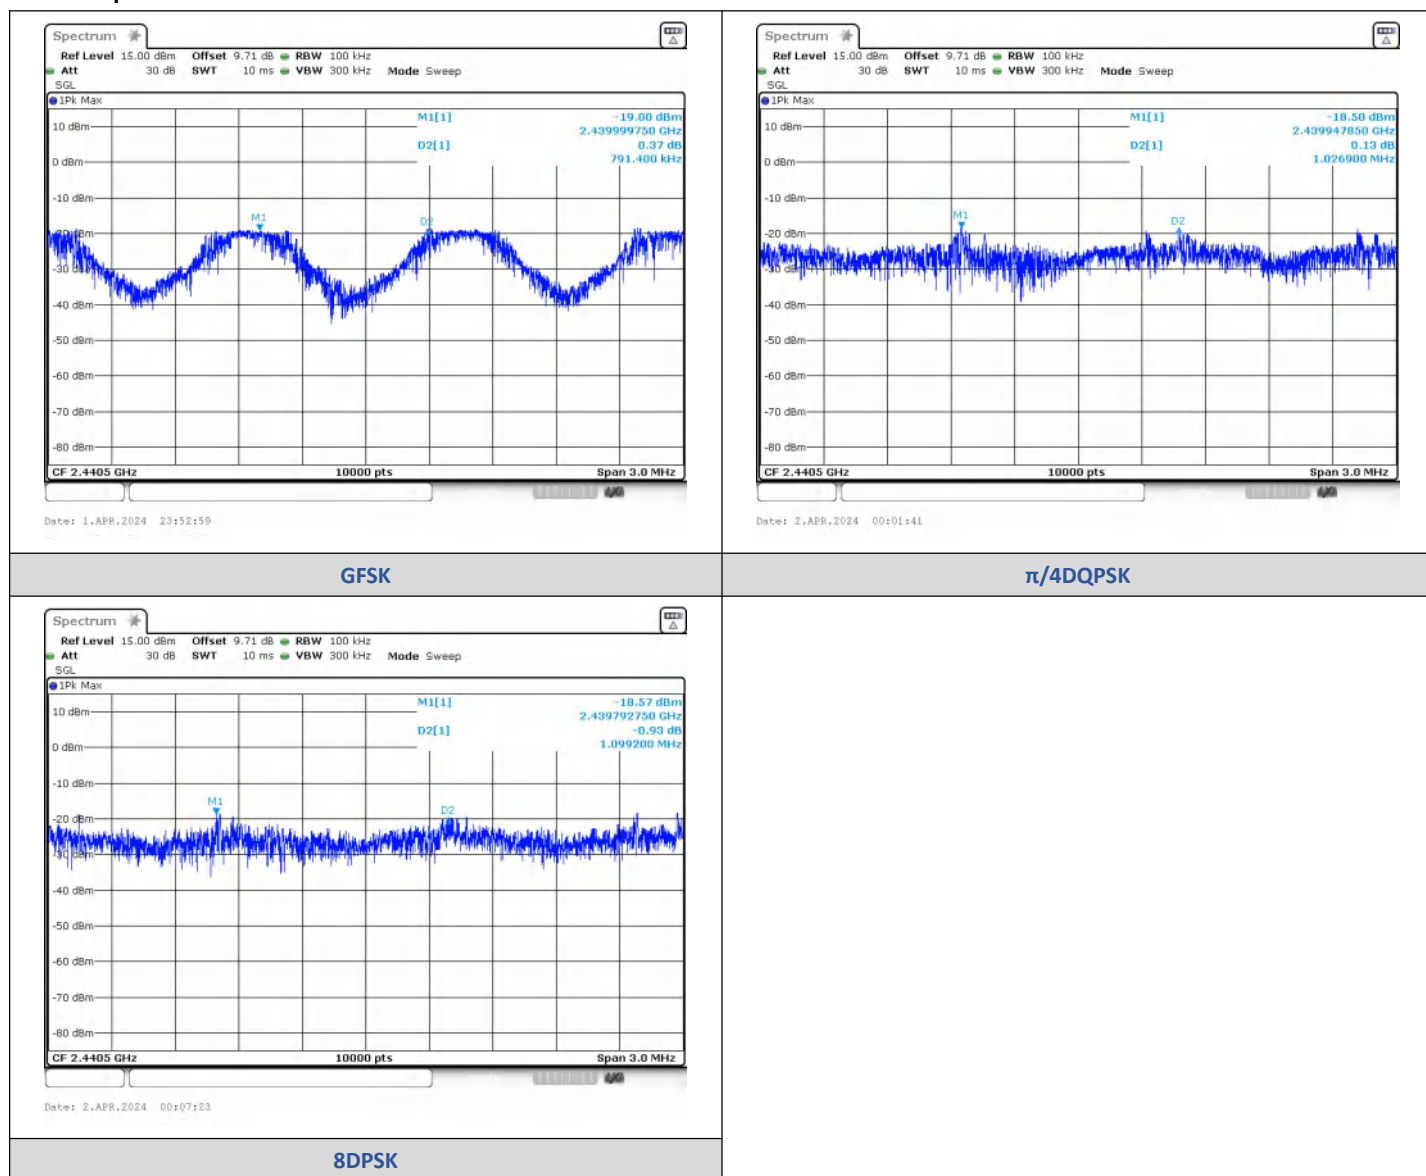 Spectrum
Ref Level 15.00 dBm Offset 9.71 dB RBW 100 kHz
Att 30 dB SWT 10 ms VBW 300 kHz Mode Sweep
SGL
1Pk Max
M1[1] -19.00 dBm
2.439999750 GHz
D2[1] 0.37 dB
791.400 kHz
10 dBm
0 dBm
-10 dBm
M1
D2
-20 dBm
-30 dBm
-40 dBm
-50 dBm
-60 dBm
-70 dBm
-80 dBm
CF 2.4405 GHz 10000 pts Span 3.0 MHz
Date: 1.APR.2024 23:52:59
GFSK
Spectrum
Ref Level 15.00 dBm Offset 9.71 dB RBW 100 kHz
Att 30 dB SWT 10 ms VBW 300 kHz Mode Sweep
SGL
1Pk Max
M1[1] -18.50 dBm
2.439947850 GHz
D2[1] 0.13 dB
1.026900 MHz
10 dBm
0 dBm
-10 dBm
M1
D2
-20 dBm
-30 dBm
-40 dBm
-50 dBm
-60 dBm
-70 dBm
-80 dBm
CF 2.4405 GHz 10000 pts Span 3.0 MHz
Date: 2.APR.2024 00:01:41
π/4DQPSK
Spectrum
Ref Level 15.00 dBm Offset 9.71 dB RBW 100 kHz
Att 30 dB SWT 10 ms VBW 300 kHz Mode Sweep
SGL
1Pk Max
M1[1] -18.57 dBm
2.439792750 GHz
D2[1] -0.93 dB
1.099200 MHz
10 dBm
0 dBm
-10 dBm
M1
D2
-20 dBm
-30 dBm
-40 dBm
-50 dBm
-60 dBm
-70 dBm
-80 dBm
CF 2.4405 GHz 10000 pts Span 3.0 MHz
Date: 2.APR.2024 00:07:23
8DPSK